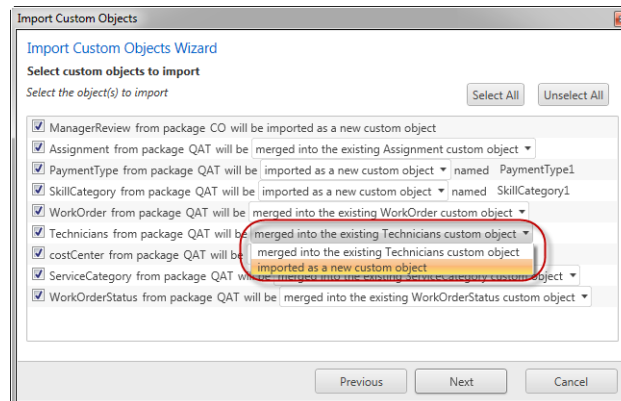 Import Custom Objects
Import Custom Objects Wizard
Select custom objects to import
Select the object(s) to import
Select All
Unselect All
ManagerReview from package CO will be imported as a new custom object
Assignment from package QAT will be merged into the existing Assignment custom object
PaymentType from package QAT will be imported as a new custom object named PaymentType1
SkillCategory from package QAT will be imported as a new custom object named SkillCategory1
WorkOrder from package QAT will be merged into the existing WorkOrder custom object
Technicians from package QAT will be merged into the existing Technicians custom object
costCenter from package QAT will be
merged into the existing Technicians custom object
imported as a new custom object
ServiceCategory from package QAT will be merged into the existing ServiceCategory custom object
WorkOrderStatus from package QAT will be merged into the existing WorkOrderStatus custom object
Previous
Next
Cancel